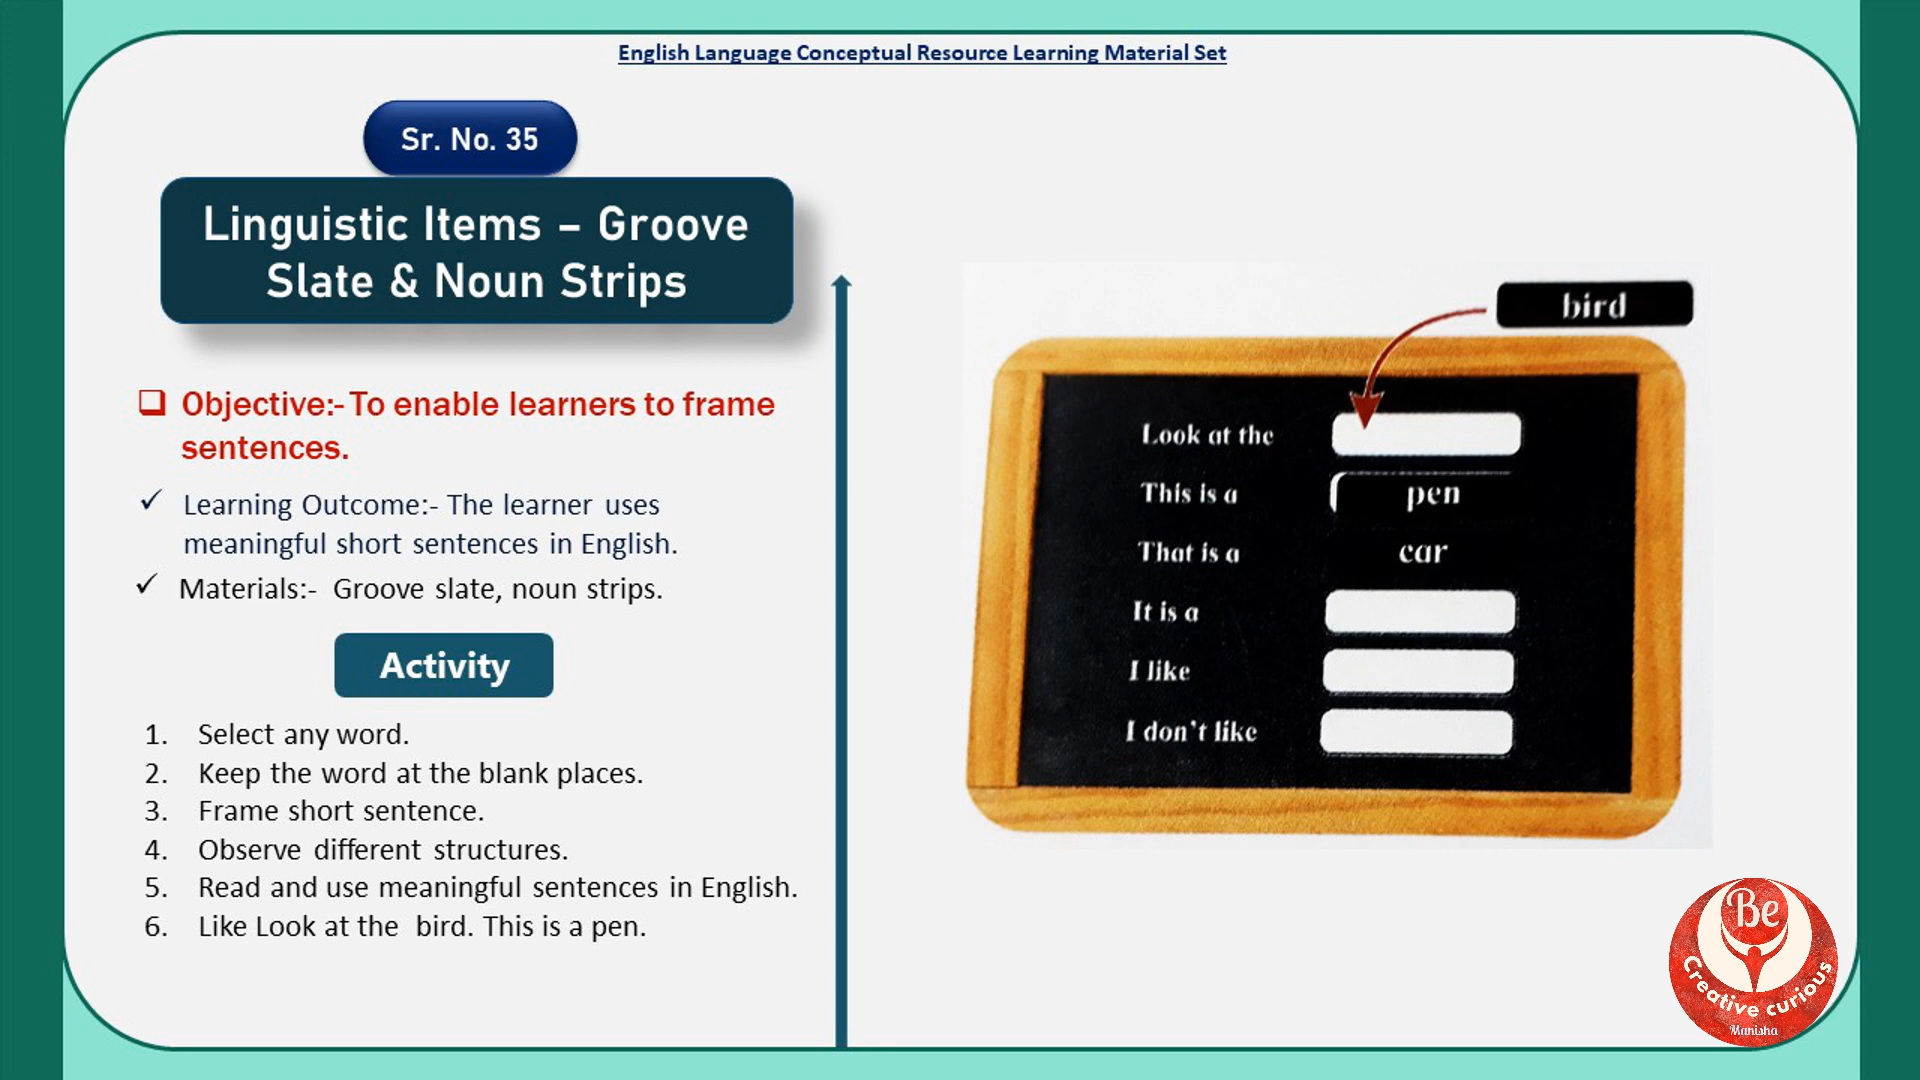 English Language Conceptual Resource Learning Material Set
Sr. No. 35
Linguistic Items – Groove
Slate & Noun Strips
Objective:- To enable learners to frame
sentences.
Learning Outcome:- The learner uses
meaningful short sentences in English.
Materials:- Groove slate, noun strips.
Activity
1. Select any word.
2. Keep the word at the blank places.
3. Frame short sentence.
4. Observe different structures.
5. Read and use meaningful sentences in English.
6. Like Look at the bird. This is a pen.
bird
Look at the
This is a pen
That is a car
It is a
I like
I don't like
Be
Creative curious
Manisha